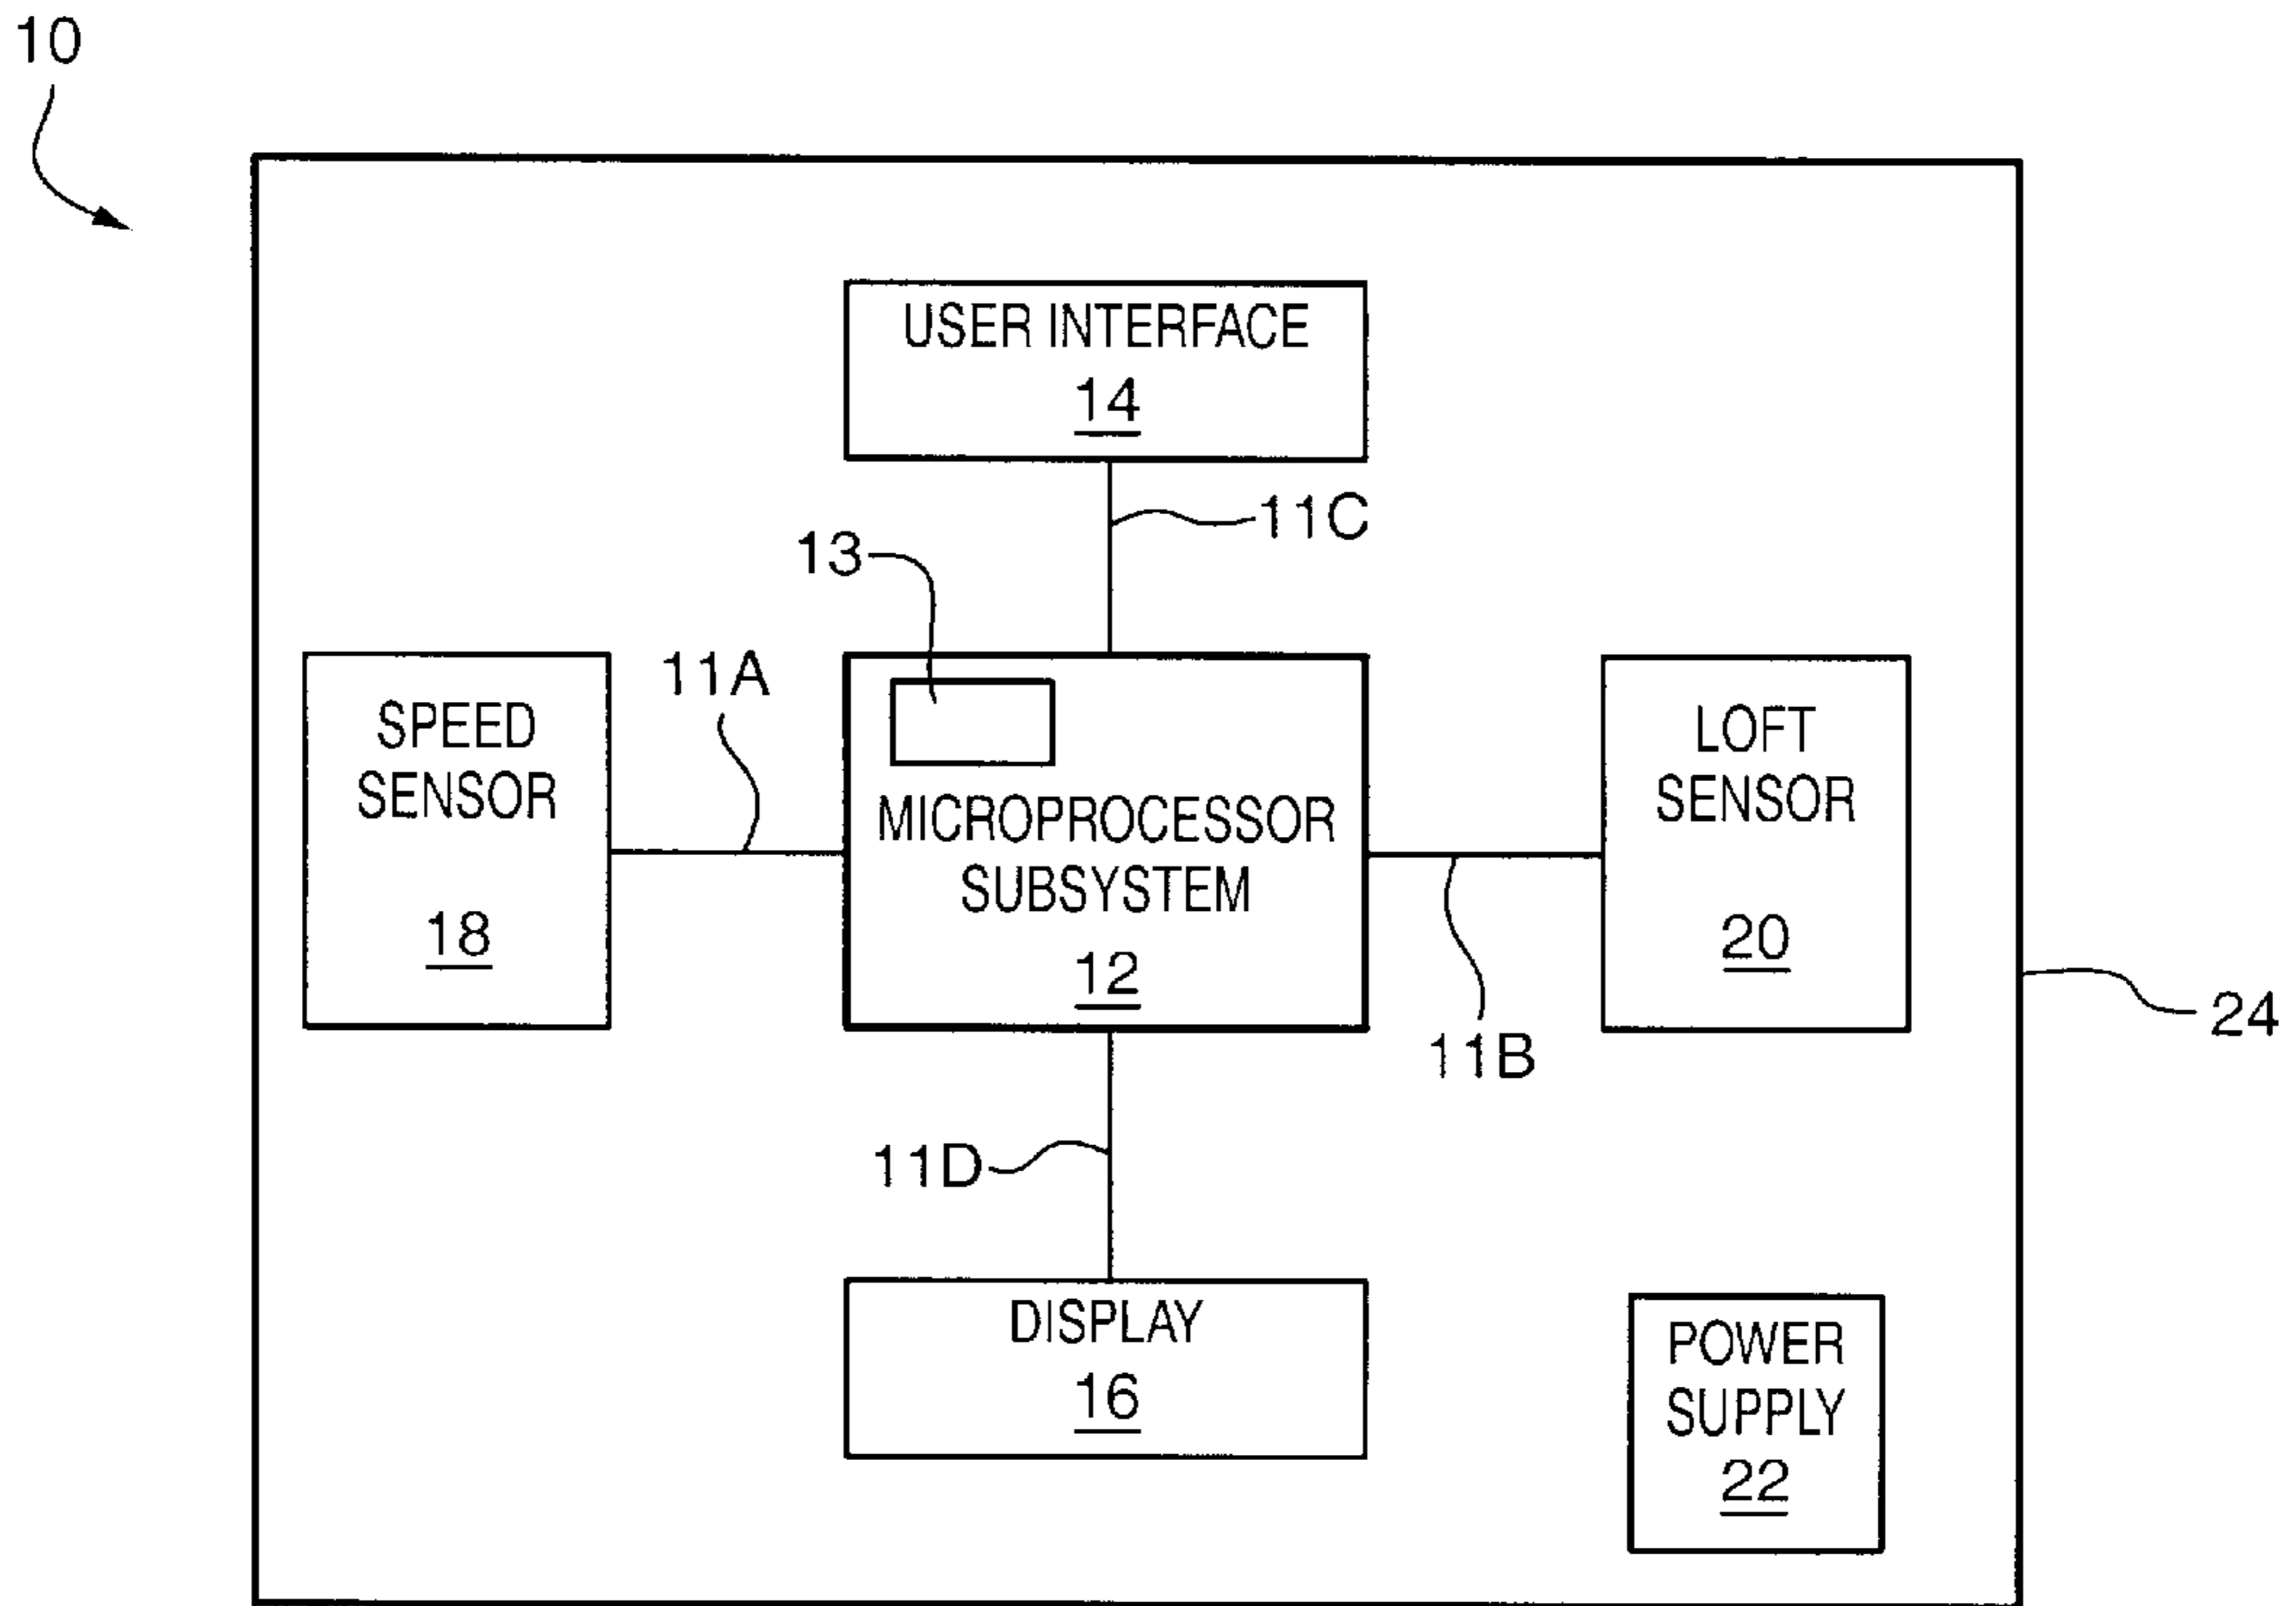 10
USER INTERFACE
14
11C
13
11A
SPEED
SENSOR
18
MICROPROCESSOR
SUBSYSTEM
12
LOFT
SENSOR
20
24
11B
11D
DISPLAY
16
POWER
SUPPLY
22